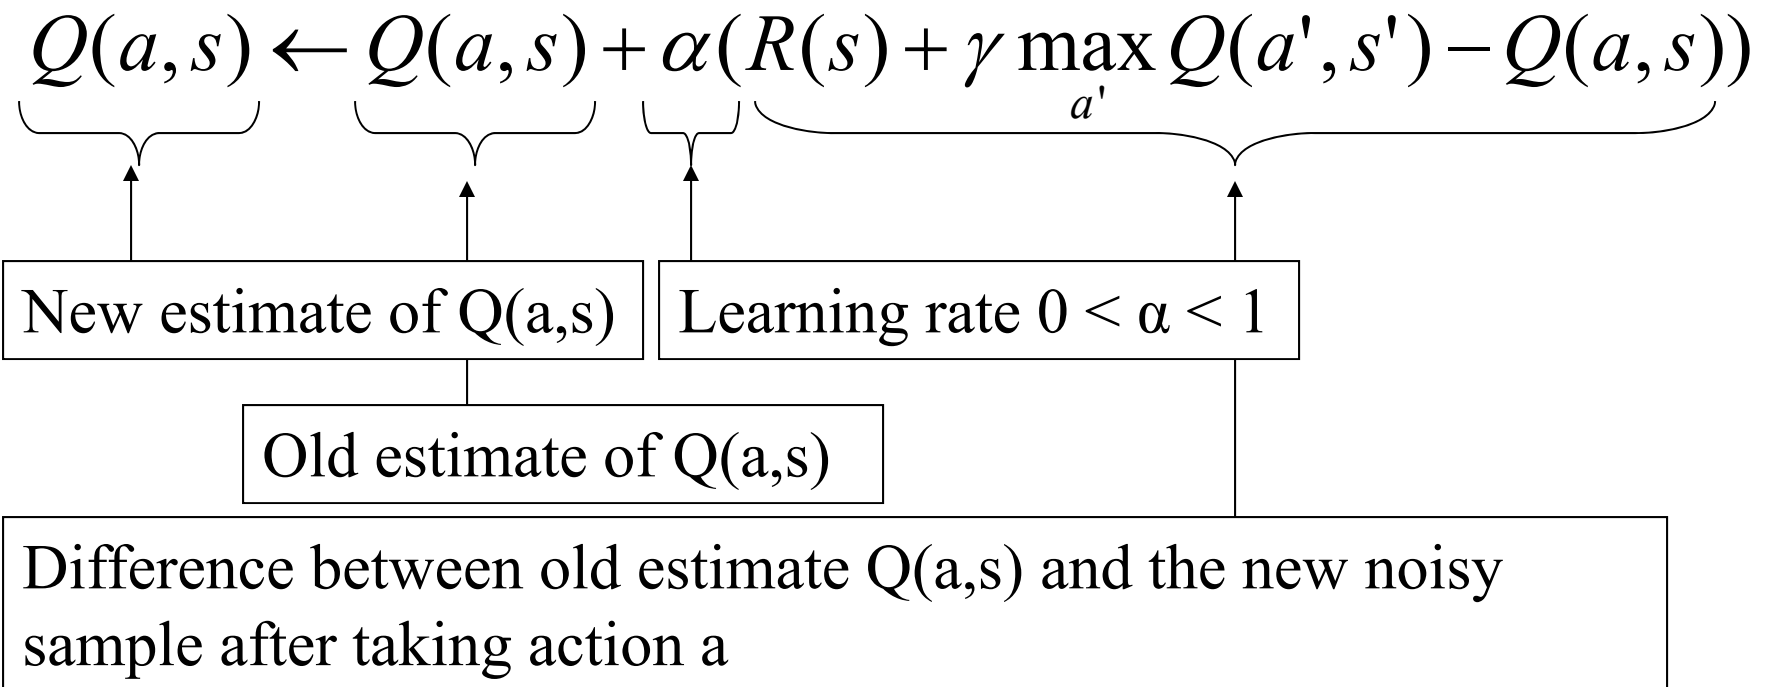 Q(a,s) ← Q(a,s) + α(R(s) + γ max Q(a',s') − Q(a,s))
a'
New estimate of Q(a,s)
Learning rate 0 < α < 1
Old estimate of Q(a,s)
Difference between old estimate Q(a,s) and the new noisy
sample after taking action a